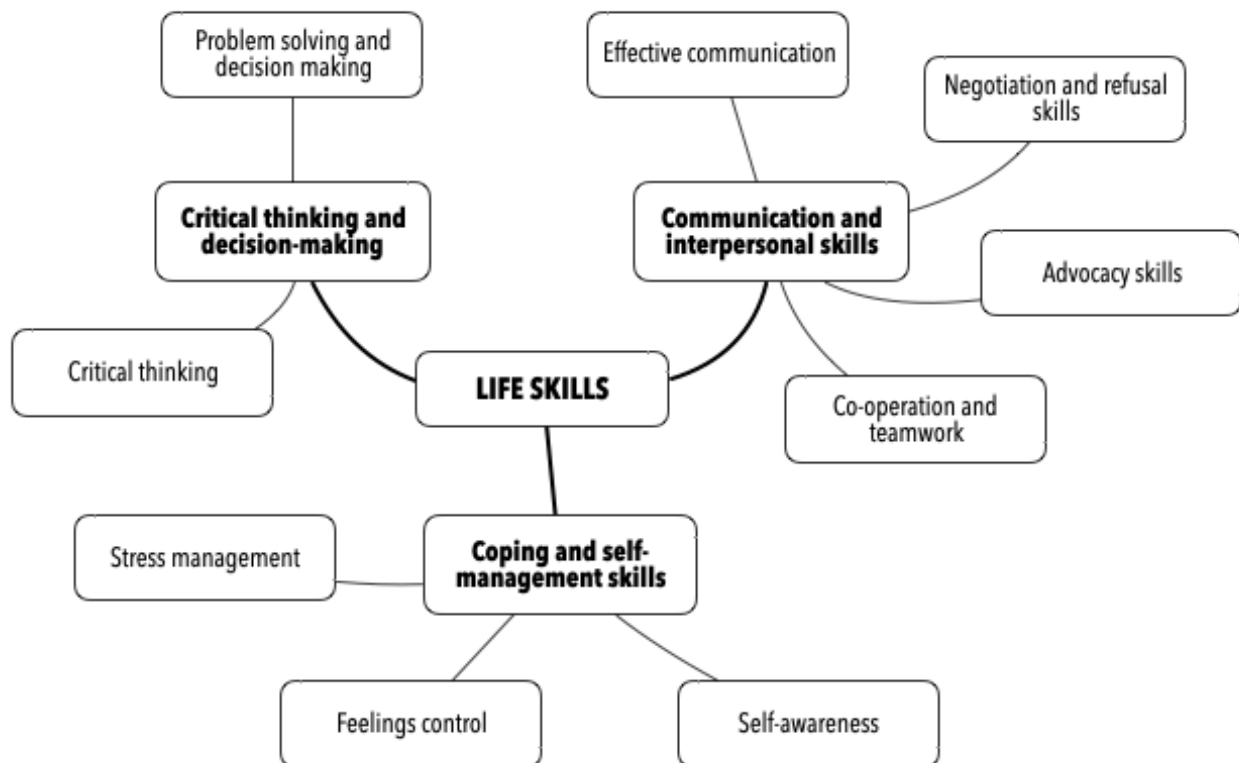 Problem solving and
decision making
Effective communication
Negotiation and refusal
skills
Critical thinking and
decision-making
Communication and
interpersonal skills
Advocacy skills
Critical thinking
LIFE SKILLS
Co-operation and
teamwork
Stress management
Coping and self-
management skills
Feelings control
Self-awareness